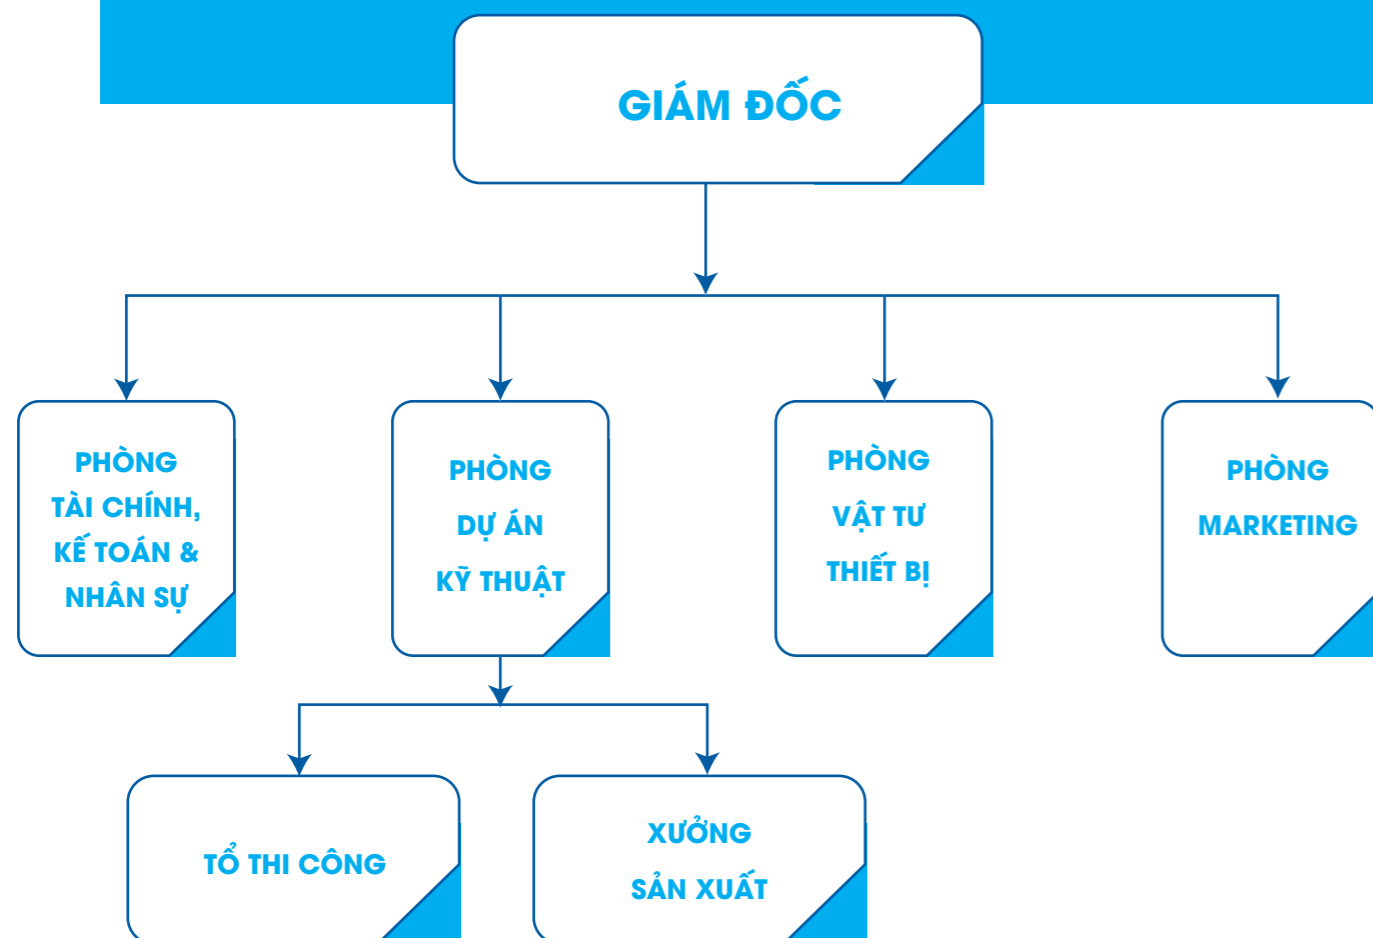 GIÁM ĐỐC
PHÒNG
TÀI CHÍNH,
KẾ TOÁN &
NHÂN SỰ
PHÒNG
DỰ ÁN
KỸ THUẬT
PHÒNG
VẬT TƯ
THIẾT BỊ
PHÒNG
MARKETING
TỔ THI CÔNG
XƯỞNG
SẢN XUẤT